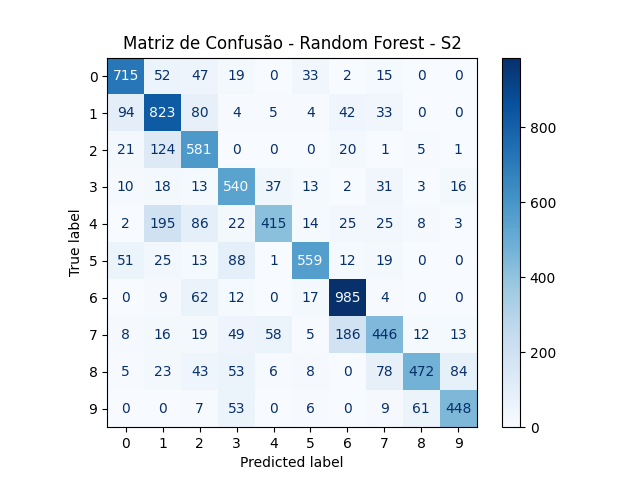 Matriz de Confusão - Random Forest - S2
0 715 52 47 19 0 33 2 15 0 0
1 94 823 80 4 5 4 42 33 0 0
2 21 124 581 0 0 0 20 1 5 1
3 10 18 13 540 37 13 2 31 3 16
4 2 195 86 22 415 14 25 25 8 3
5 51 25 13 88 1 559 12 19 0 0
6 0 9 62 12 0 17 985 4 0 0
7 8 16 19 49 58 5 186 446 12 13
8 5 23 43 53 6 8 0 78 472 84
9 0 0 7 53 0 6 0 9 61 448
0 1 2 3 4 5 6 7 8 9
Predicted label
True label
800
600
400
200
0